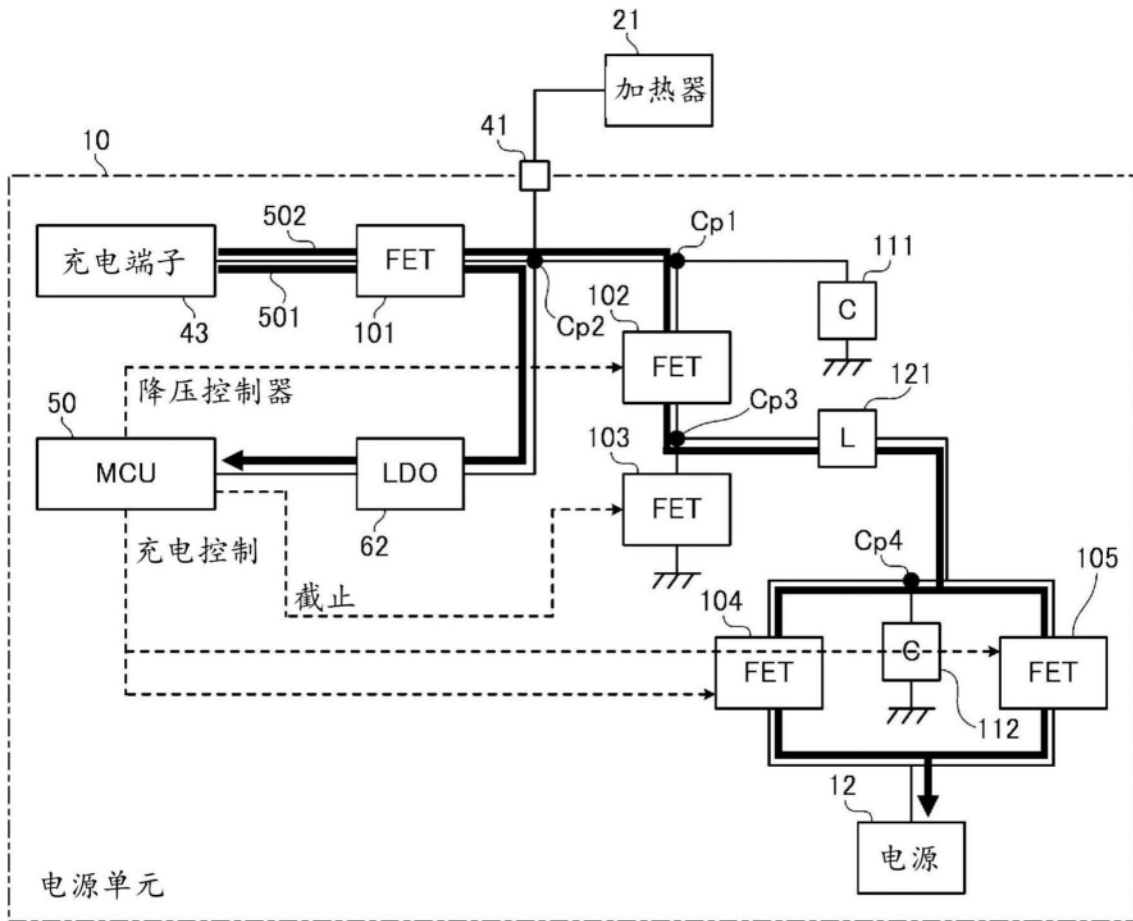 21
加热器
10
41
502
Cp1
充电端子
FET
111
C
43
501
101
Cp2
102
FET
降压控制器
Cp3
121
50
L
MCU
LDO
103
FET
62
充电控制
截止
Cp4
105
104
FET
C
FET
112
12
电源
电源单元